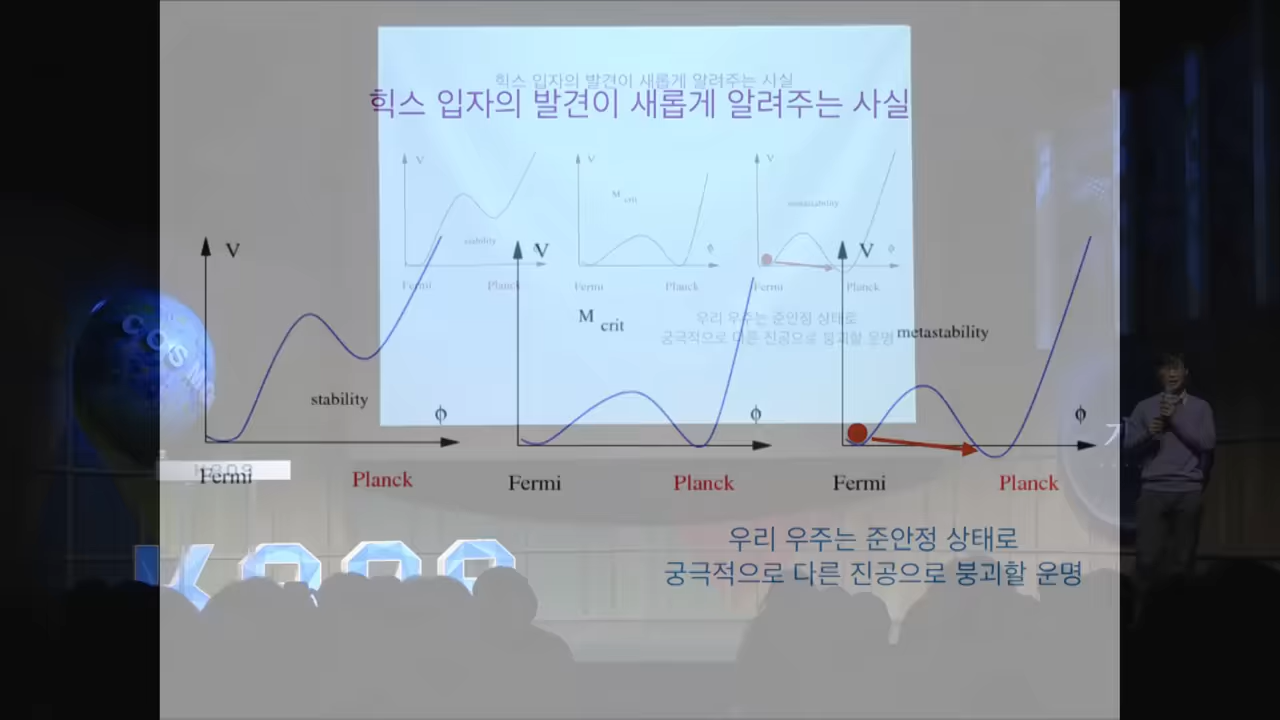 힉스 입자의 발견이 새롭게 알려주는 사실
힉스 입자의 발견이 새롭게 알려주는 사실
V
M crit
stability
ϕ
Fermi
Planck
V
ϕ
Fermi
Planck
V
metastability
ϕ
Fermi
Planck
우리 우주는 준안정 상태로
궁극적으로 다른 진공으로 붕괴할 운명
V
stability
ϕ
Fermi
Planck
V
M crit
ϕ
Fermi
Planck
V
metastability
ϕ
Fermi
Planck
우리 우주는 준안정 상태로
궁극적으로 다른 진공으로 붕괴할 운명
COSM
KAOS